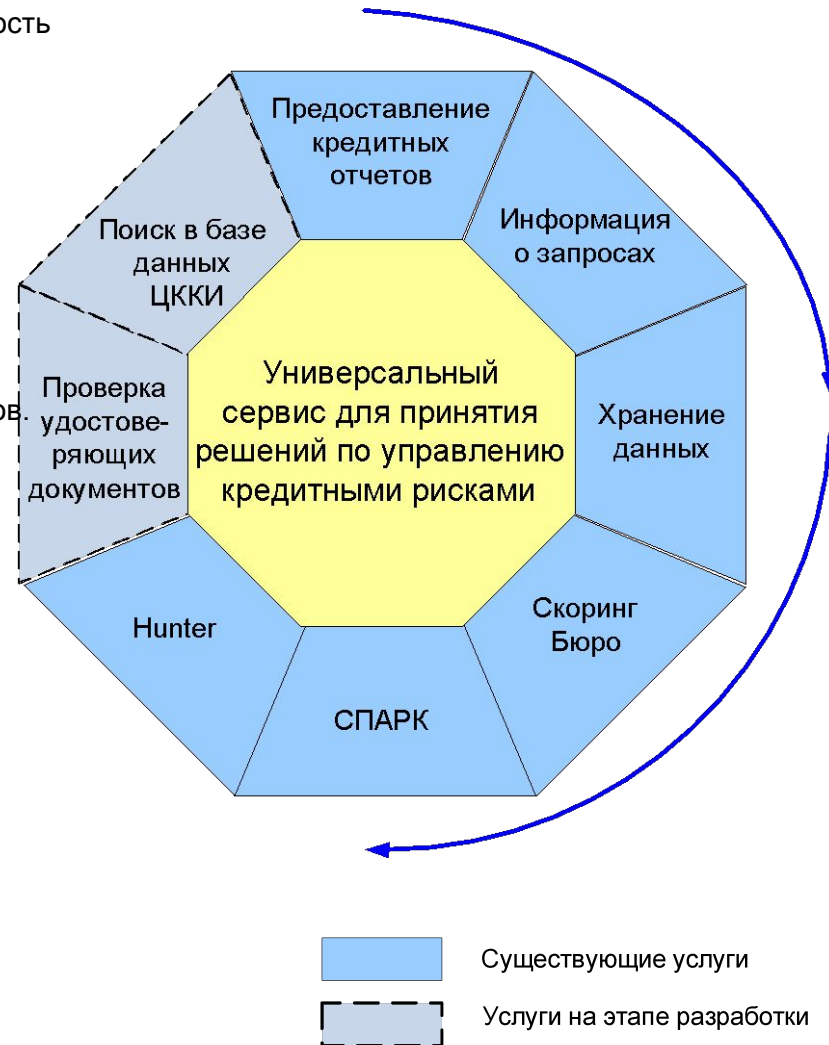 ость
Предоставление
кредитных
отчетов
Информация
о запросах
Хранение
данных
Скоринг
Бюро
СПАРК
Hunter
ов.
Проверка
удостове-
ряющих
документов
Поиск в базе
данных
ЦККИ
Универсальный
сервис для принятия
решений по управлению
кредитными рисками
Существующие услуги
Услуги на этапе разработки